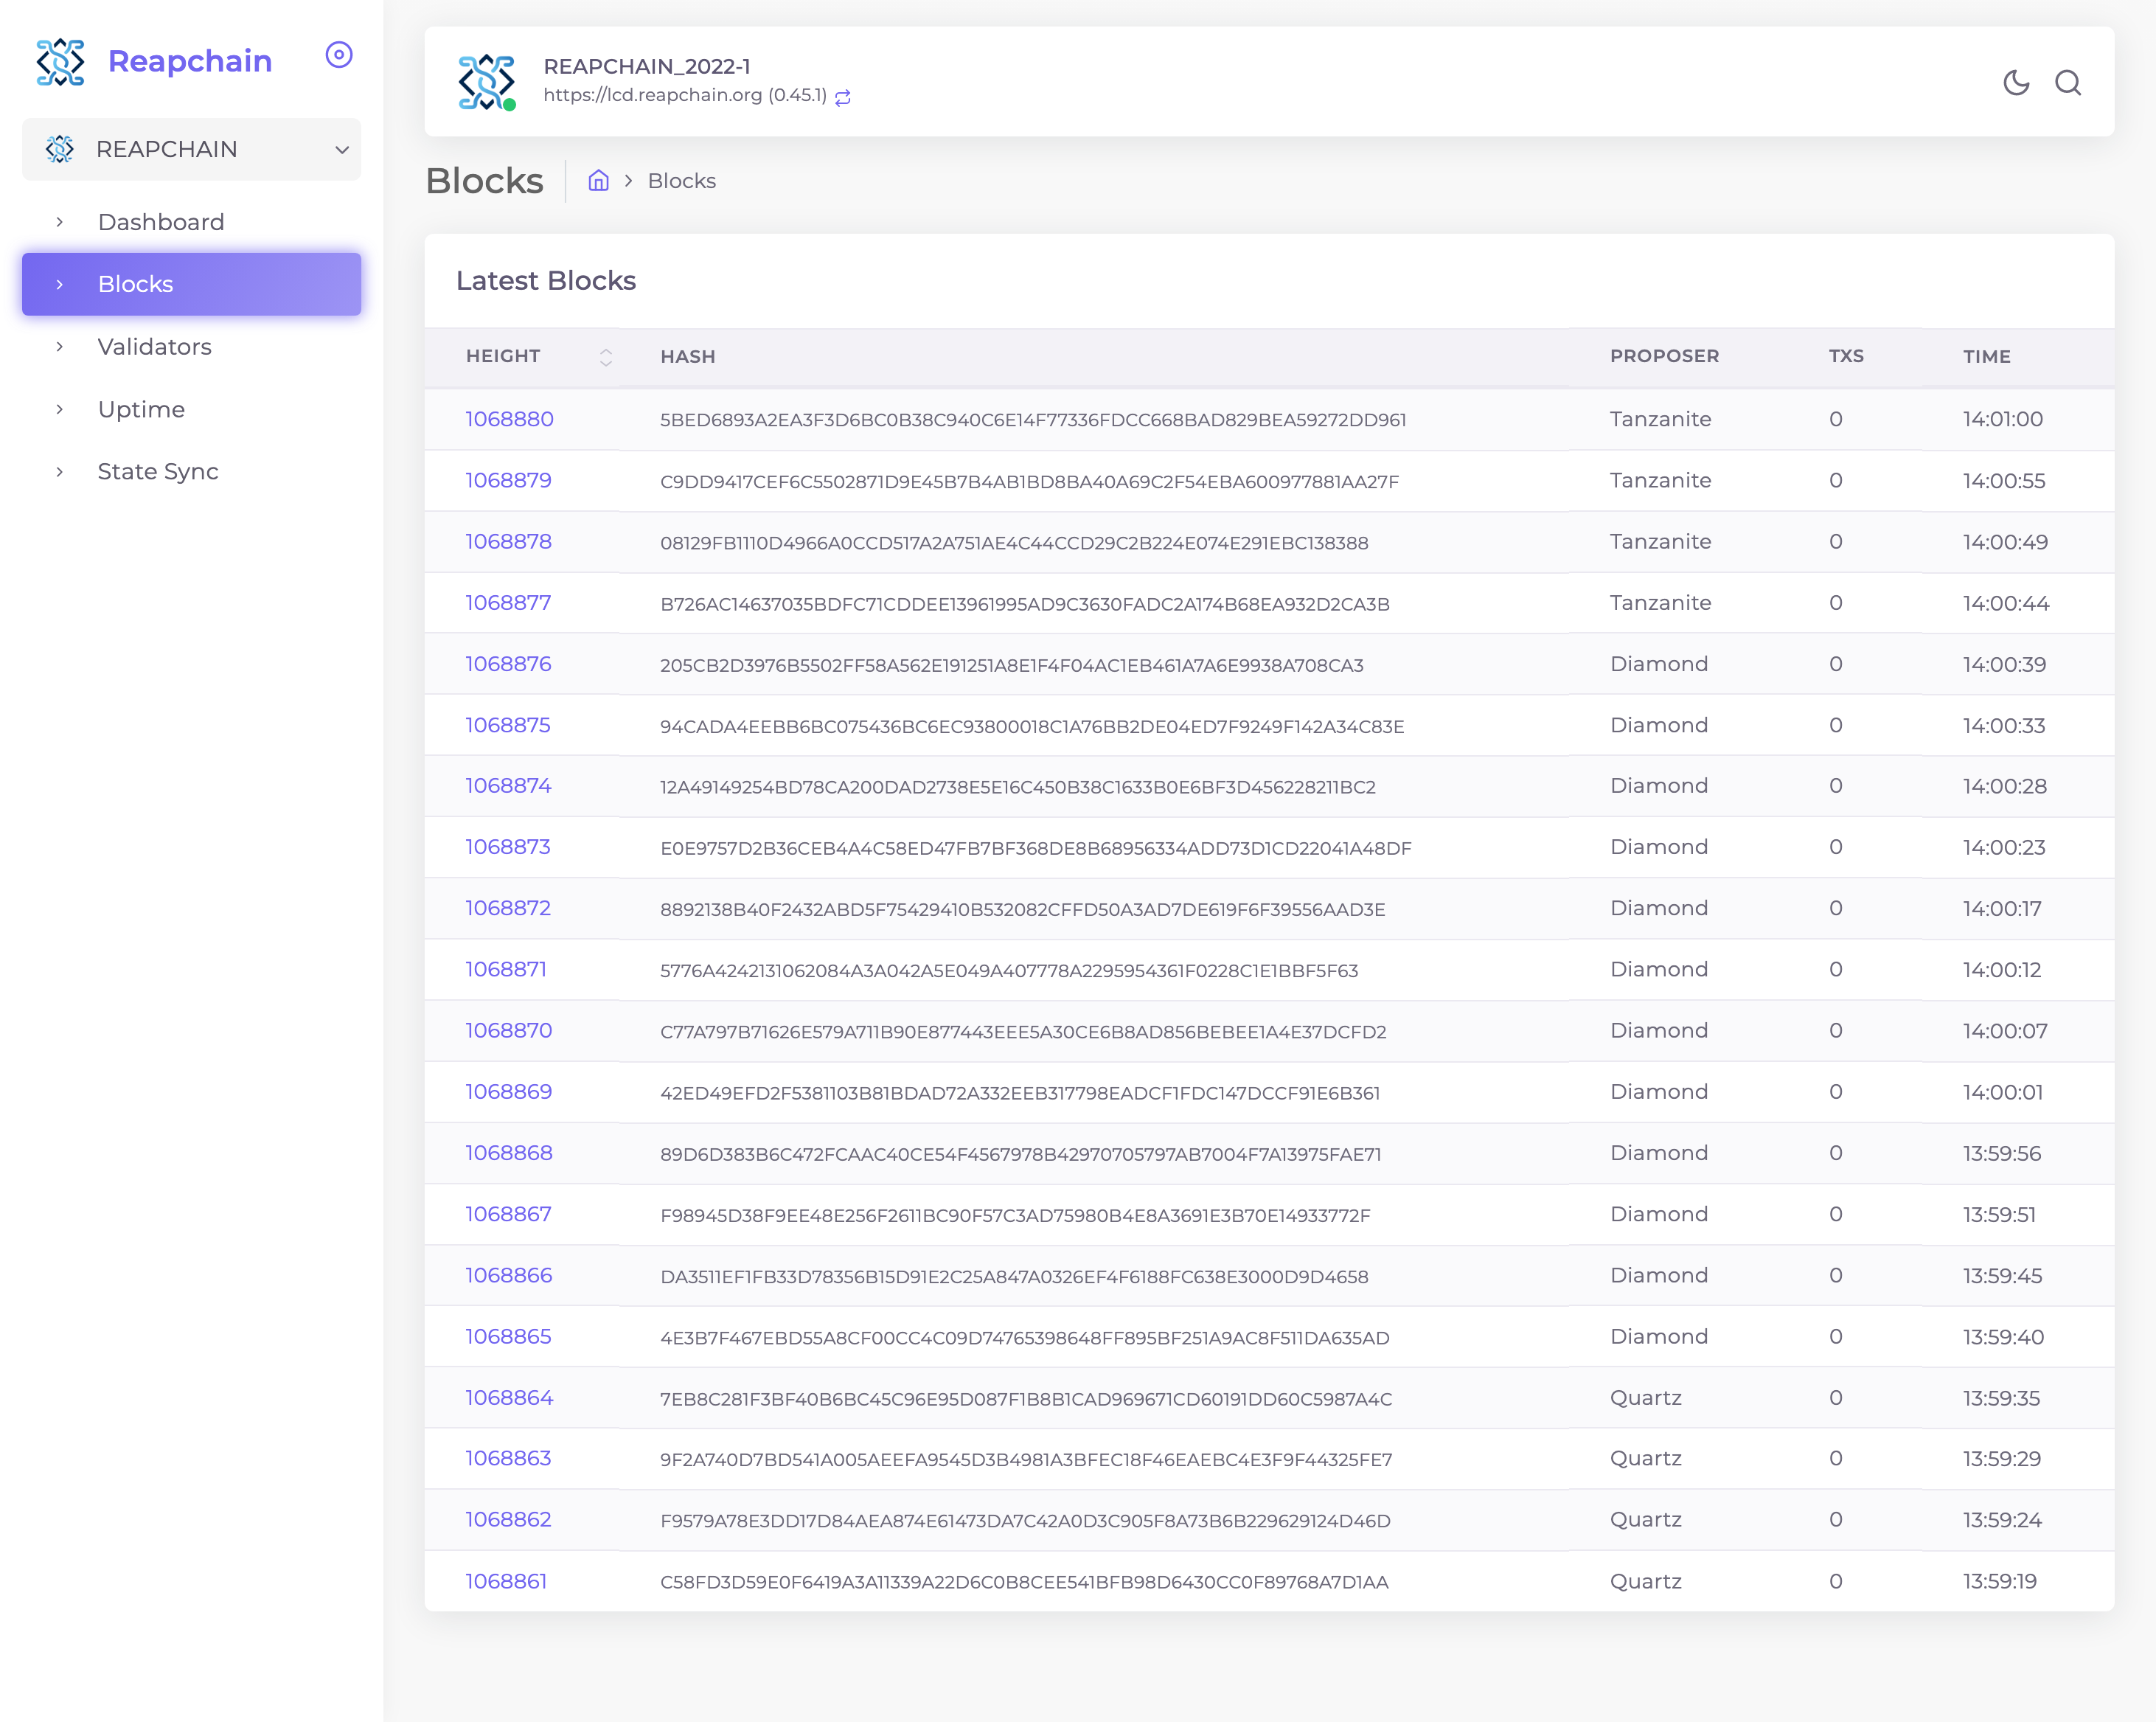 Reapchain
REAPCHAIN
Dashboard
Blocks
Validators
Uptime
State Sync
REAPCHAIN_2022-1
https://lcd.reapchain.org (0.45.1)
Blocks Blocks
Latest Blocks
HEIGHT HASH PROPOSER TXS TIME
1068880 5BED6893A2EA3F3D6BC0B38C940C6E14F77336FDCC668BAD829BEA59272DD961 Tanzanite 0 14:01:00
1068879 C9DD9417CEF6C5502871D9E45B7B4AB1BD8BA40A69C2F54EBA600977881AA27F Tanzanite 0 14:00:55
1068878 08129FB1110D4966A0CCD517A2A751AE4C44CCD29C2B224E074E291EBC138388 Tanzanite 0 14:00:49
1068877 B726AC14637035BDFC71CDDEE13961995AD9C3630FADC2A174B68EA932D2CA3B Tanzanite 0 14:00:44
1068876 205CB2D3976B5502FF58A562E191251A8E1F4F04AC1EB461A7A6E9938A708CA3 Diamond 0 14:00:39
1068875 94CADA4EEBB6BC075436BC6EC93800018C1A76BB2DE04ED7F9249F142A34C83E Diamond 0 14:00:33
1068874 12A49149254BD78CA200DAD2738E5E16C450B38C1633B0E6BF3D456228211BC2 Diamond 0 14:00:28
1068873 E0E9757D2B36CEB4A4C58ED47FB7BF368DE8B68956334ADD73D1CD22041A48DF Diamond 0 14:00:23
1068872 8892138B40F2432ABD5F75429410B532082CFFD50A3AD7DE619F6F39556AAD3E Diamond 0 14:00:17
1068871 5776A4242131062084A3A042A5E049A407778A2295954361F0228C1E1BBF5F63 Diamond 0 14:00:12
1068870 C77A797B71626E579A711B90E877443EEE5A30CE6B8AD856BEBEE1A4E37DCFD2 Diamond 0 14:00:07
1068869 42ED49EFD2F5381103B81BDAD72A332EEB317798EADCF1FDC147DCCF91E6B361 Diamond 0 14:00:01
1068868 89D6D383B6C472FCAAC40CE54F4567978B42970705797AB7004F7A13975FAE71 Diamond 0 13:59:56
1068867 F98945D38F9EE48E256F2611BC90F57C3AD75980B4E8A3691E3B70E14933772F Diamond 0 13:59:51
1068866 DA3511EF1FB33D78356B15D91E2C25A847A0326EF4F6188FC638E3000D9D4658 Diamond 0 13:59:45
1068865 4E3B7F467EBD55A8CF00CC4C09D74765398648FF895BF251A9AC8F511DA635AD Diamond 0 13:59:40
1068864 7EB8C281F3BF40B6BC45C96E95D087F1B8B1CAD969671CD60191DD60C5987A4C Quartz 0 13:59:35
1068863 9F2A740D7BD541A005AEEFA9545D3B4981A3BFEC18F46EAEBC4E3F9F44325FE7 Quartz 0 13:59:29
1068862 F9579A78E3DD17D84AEA874E61473DA7C42A0D3C905F8A73B6B229629124D46D Quartz 0 13:59:24
1068861 C58FD3D59E0F6419A3A11339A22D6C0B8CEE541BFB98D6430CC0F89768A7D1AA Quartz 0 13:59:19